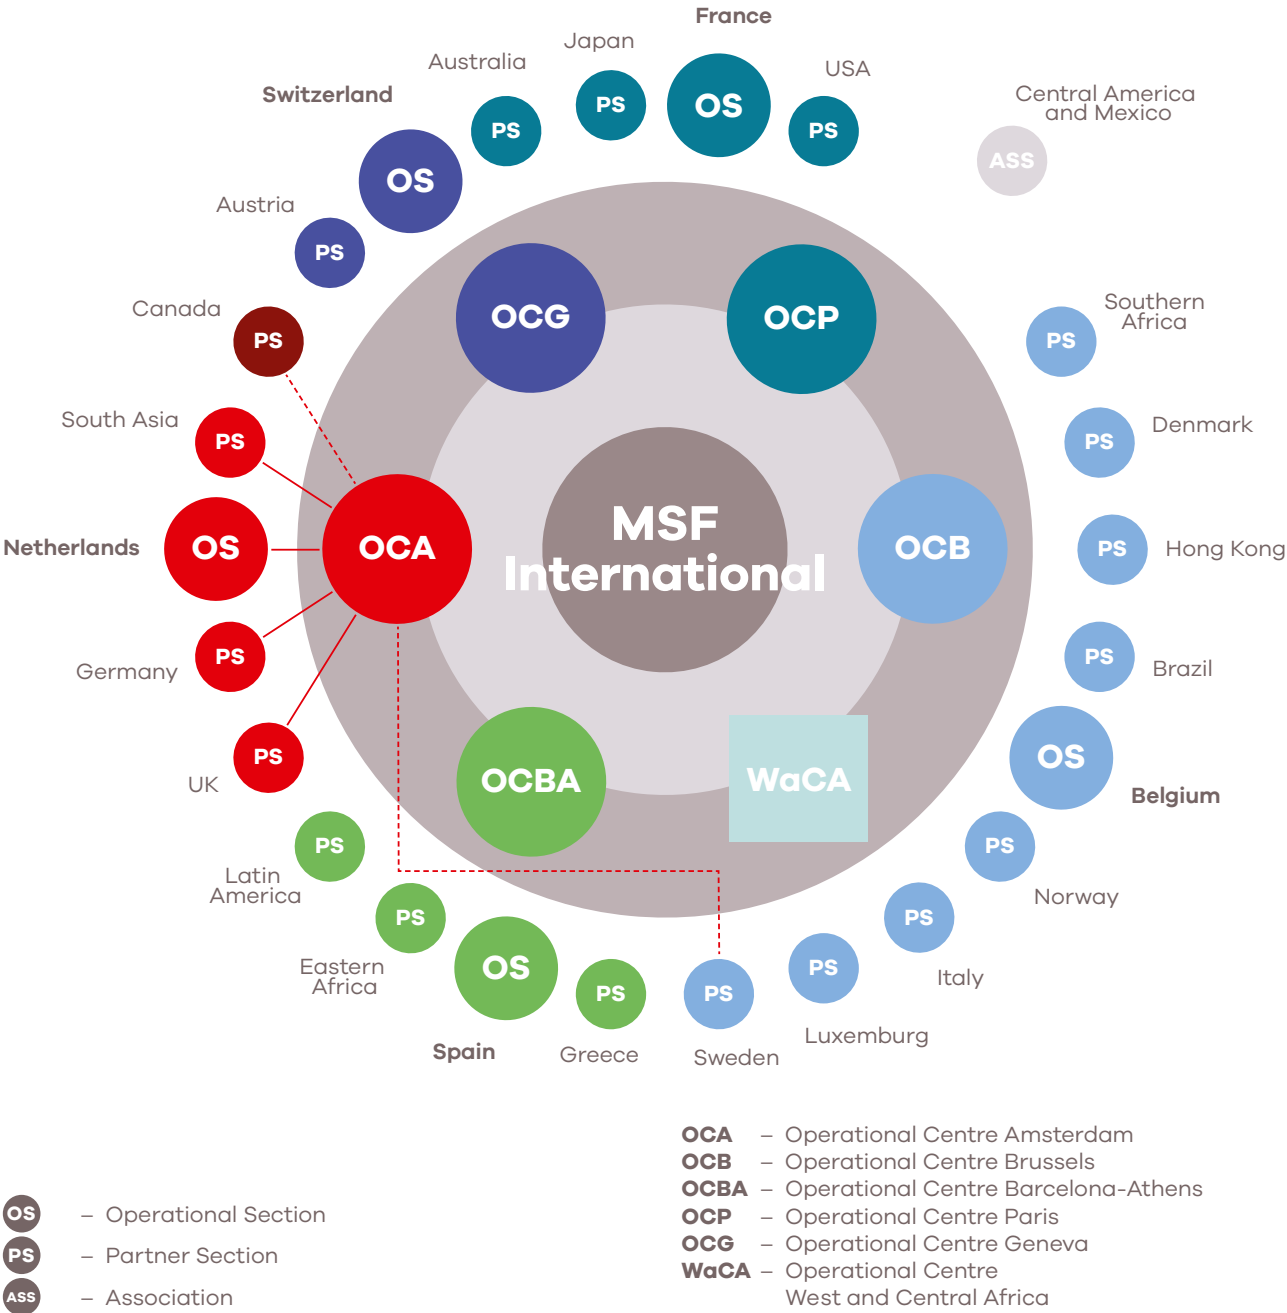 France
Japan
Australia
USA
Switzerland
Central America
and Mexico
PS
OS
PS
PS
ASS
OS
Austria
PS
Canada
Southern
Africa
OCG
OCP
PS
PS
South Asia
Denmark
PS
PS
MSF
International
Netherlands
OS
OCA
OCB
PS
Hong Kong
PS
PS
Germany
Brazil
PS
OS
UK
OCBA
WaCA
Belgium
PS
PS
Latin
America
Norway
PS
PS
Eastern
Africa
OS
PS
Italy
PS
PS
Spain
Greece
Sweden
Luxemburg
OCA – Operational Centre Amsterdam
OCB – Operational Centre Brussels
OCBA – Operational Centre Barcelona-Athens
OCP – Operational Centre Paris
OCG – Operational Centre Geneva
WaCA – Operational Centre
West and Central Africa
OS – Operational Section
PS – Partner Section
ASS – Association